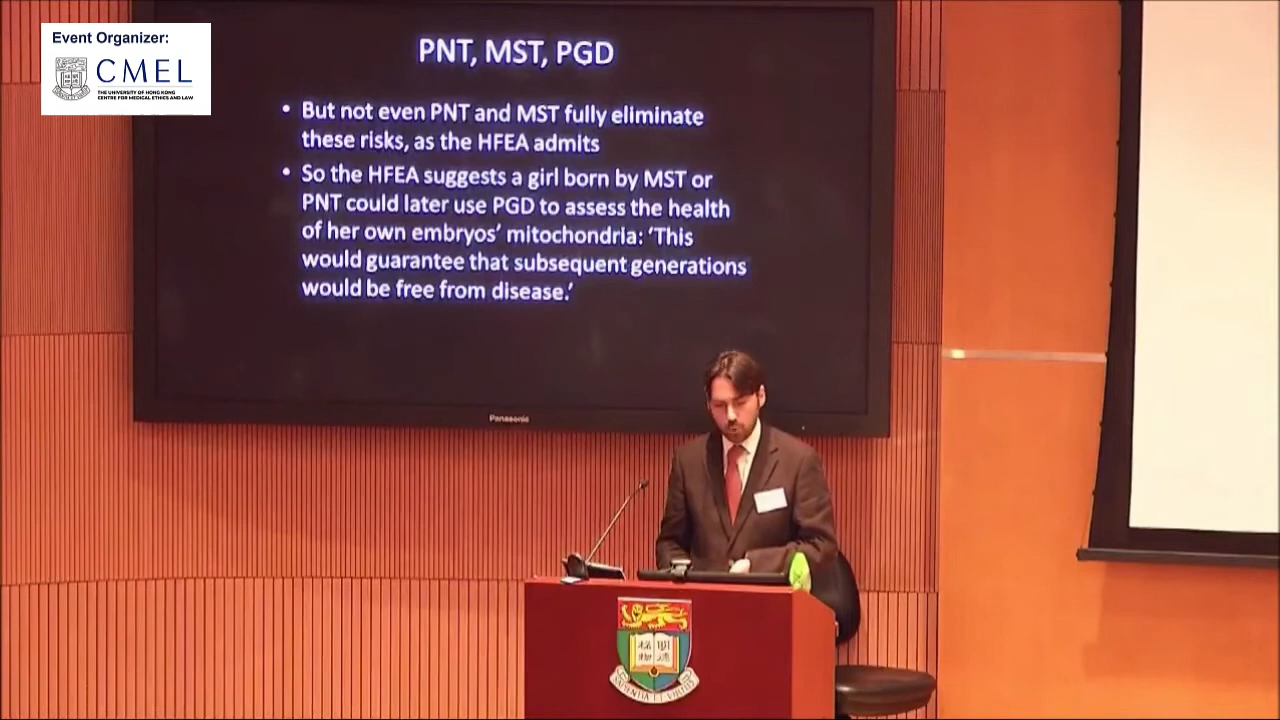 Event Organizer:
CMEL
THE UNIVERSITY OF HONG KONG
CENTRE FOR MEDICAL ETHICS AND LAW
PNT, MST, PGD
• But not even PNT and MST fully eliminate
these risks, as the HFEA admits
• So the HFEA suggests a girl born by MST or
PNT could later use PGD to assess the health
of her own embryos’ mitochondria: ‘This
would guarantee that subsequent generations
would be free from disease.’
Panasonic